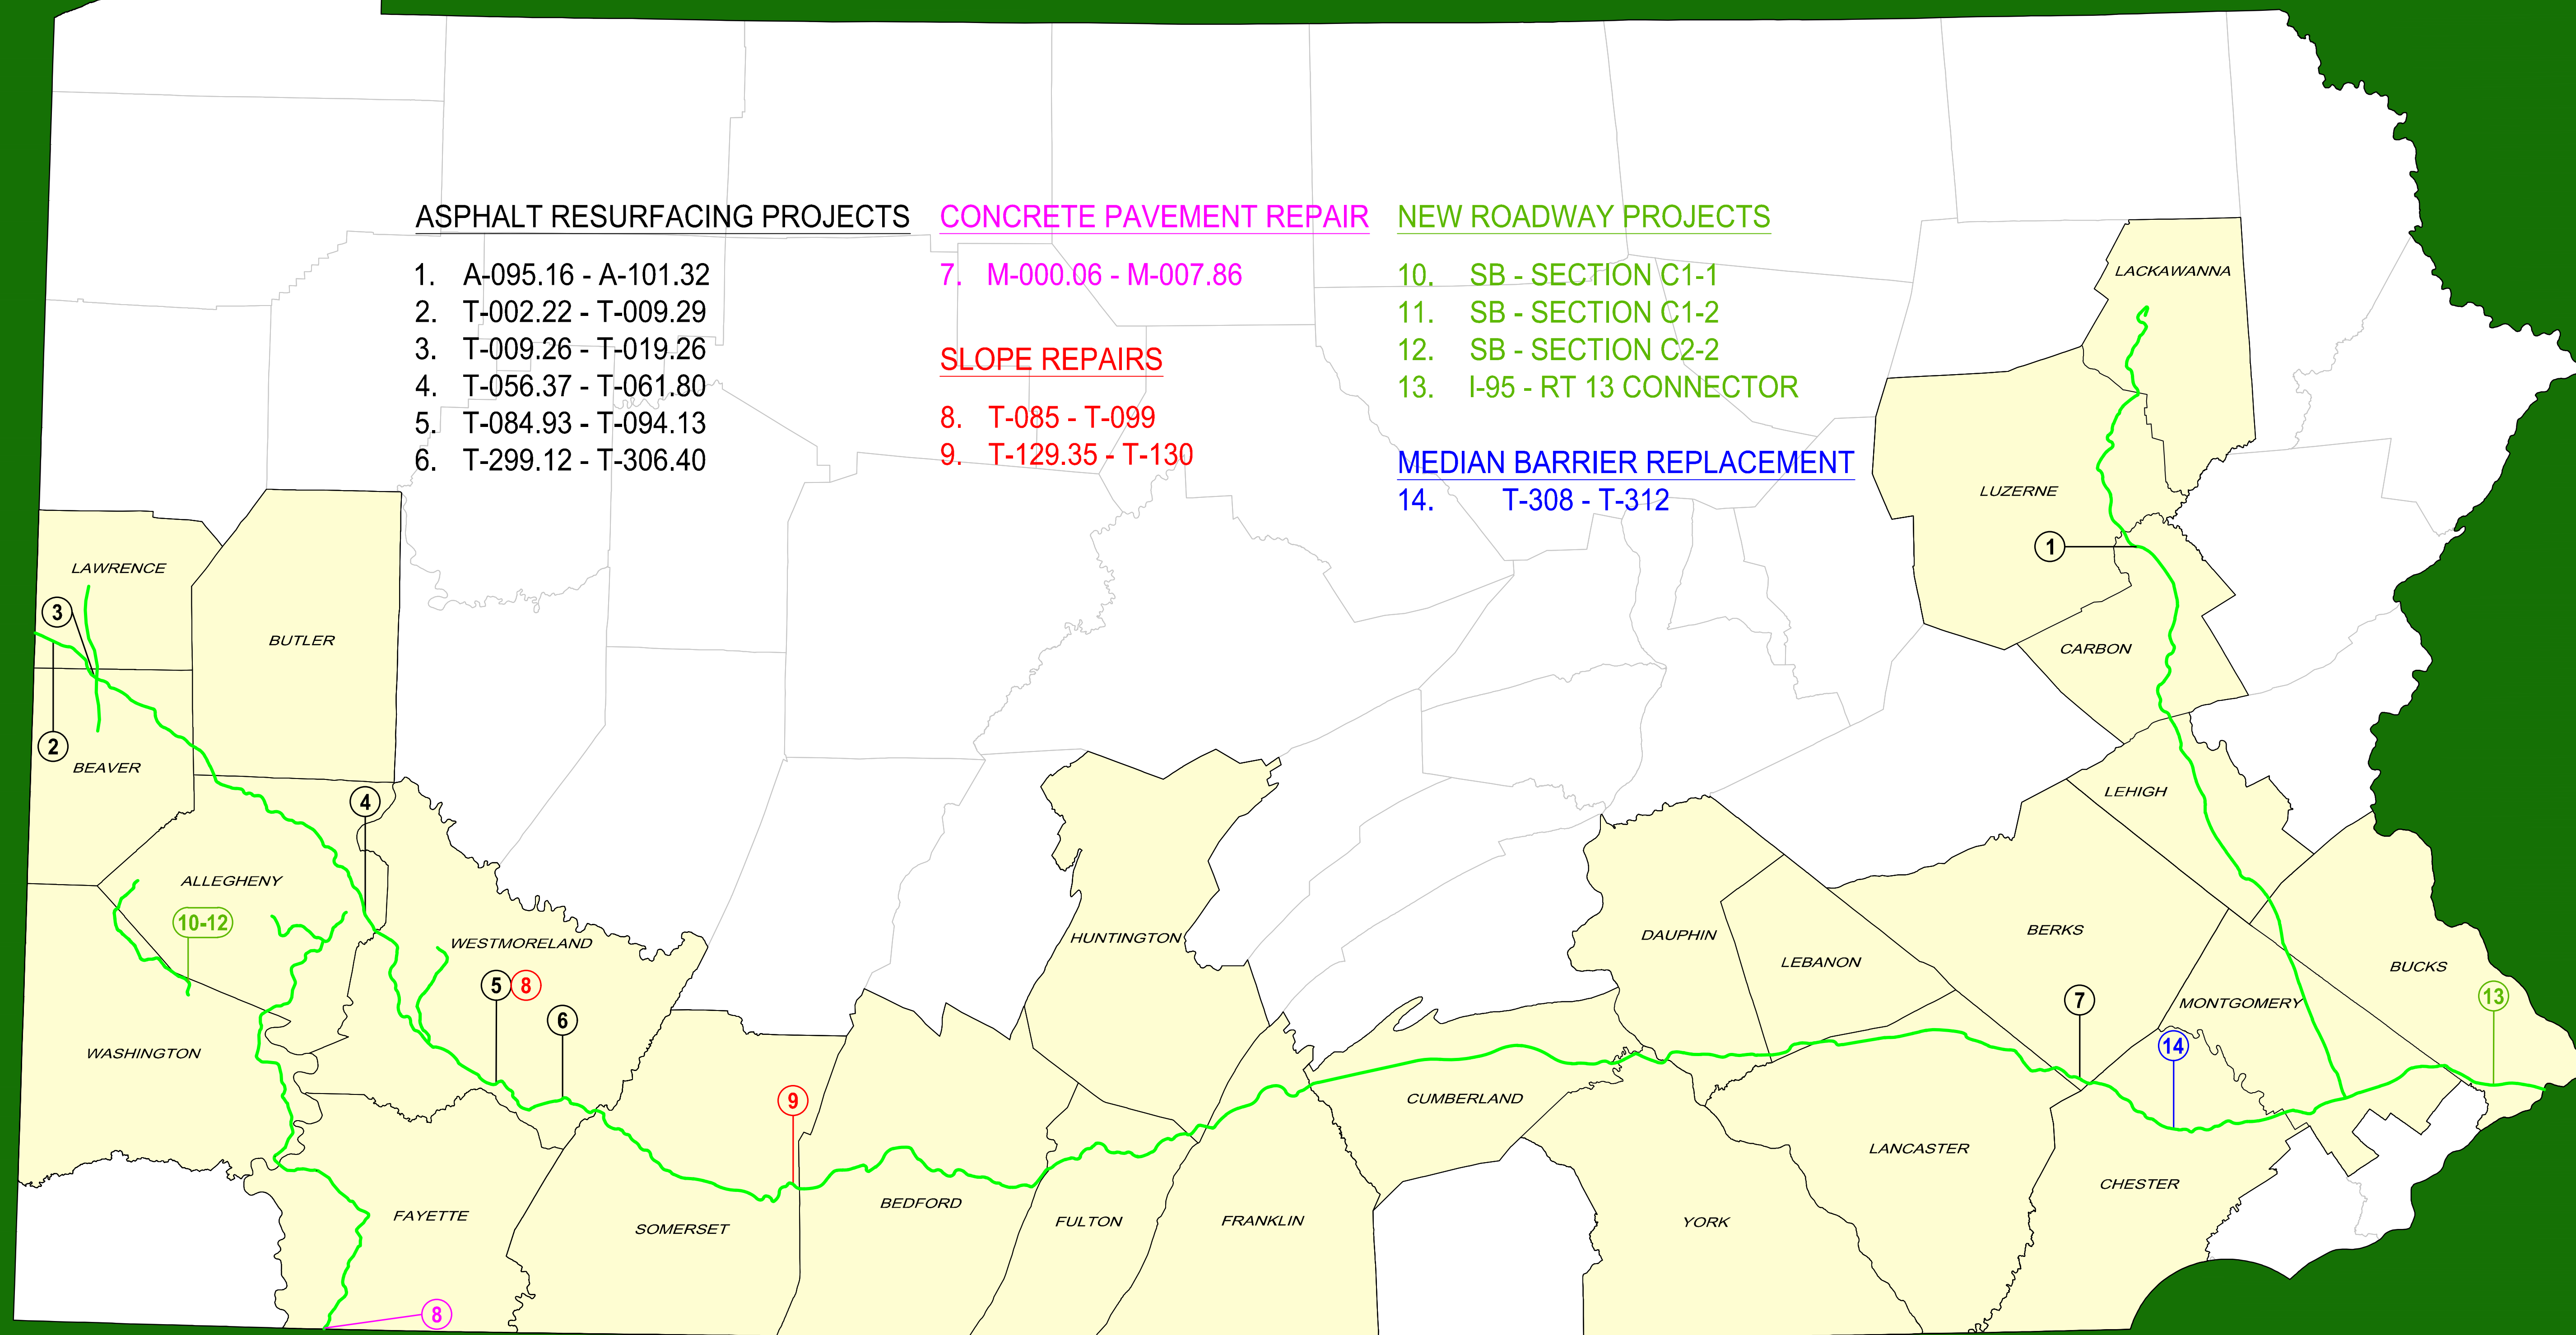 ASPHALT RESURFACING PROJECTS
1. A-095.16 - A-101.32
2. T-002.22 - T-009.29
3. T-009.26 - T-019.26
4. T-056.37 - T-061.80
5. T-084.93 - T-094.13
6. T-299.12 - T-306.40
CONCRETE PAVEMENT REPAIR
7. M-000.06 - M-007.86
SLOPE REPAIRS
8. T-085 - T-099
9. T-129.35 - T-130
NEW ROADWAY PROJECTS
10. SB - SECTION C1-1
11. SB - SECTION C1-2
12. SB - SECTION C2-2
13. I-95 - RT 13 CONNECTOR
MEDIAN BARRIER REPLACEMENT
14. T-308 - T-312
LACKAWANNA
LUZERNE
1
LAWRENCE
3
BUTLER
CARBON
2
BEAVER
LEHIGH
4
ALLEGHENY
10-12
WESTMORELAND
HUNTINGTON
DAUPHIN
LEBANON
BERKS
BUCKS
5
8
6
7
MONTGOMERY
13
14
WASHINGTON
9
CUMBERLAND
LANCASTER
CHESTER
FAYETTE
SOMERSET
BEDFORD
FULTON
FRANKLIN
YORK
8